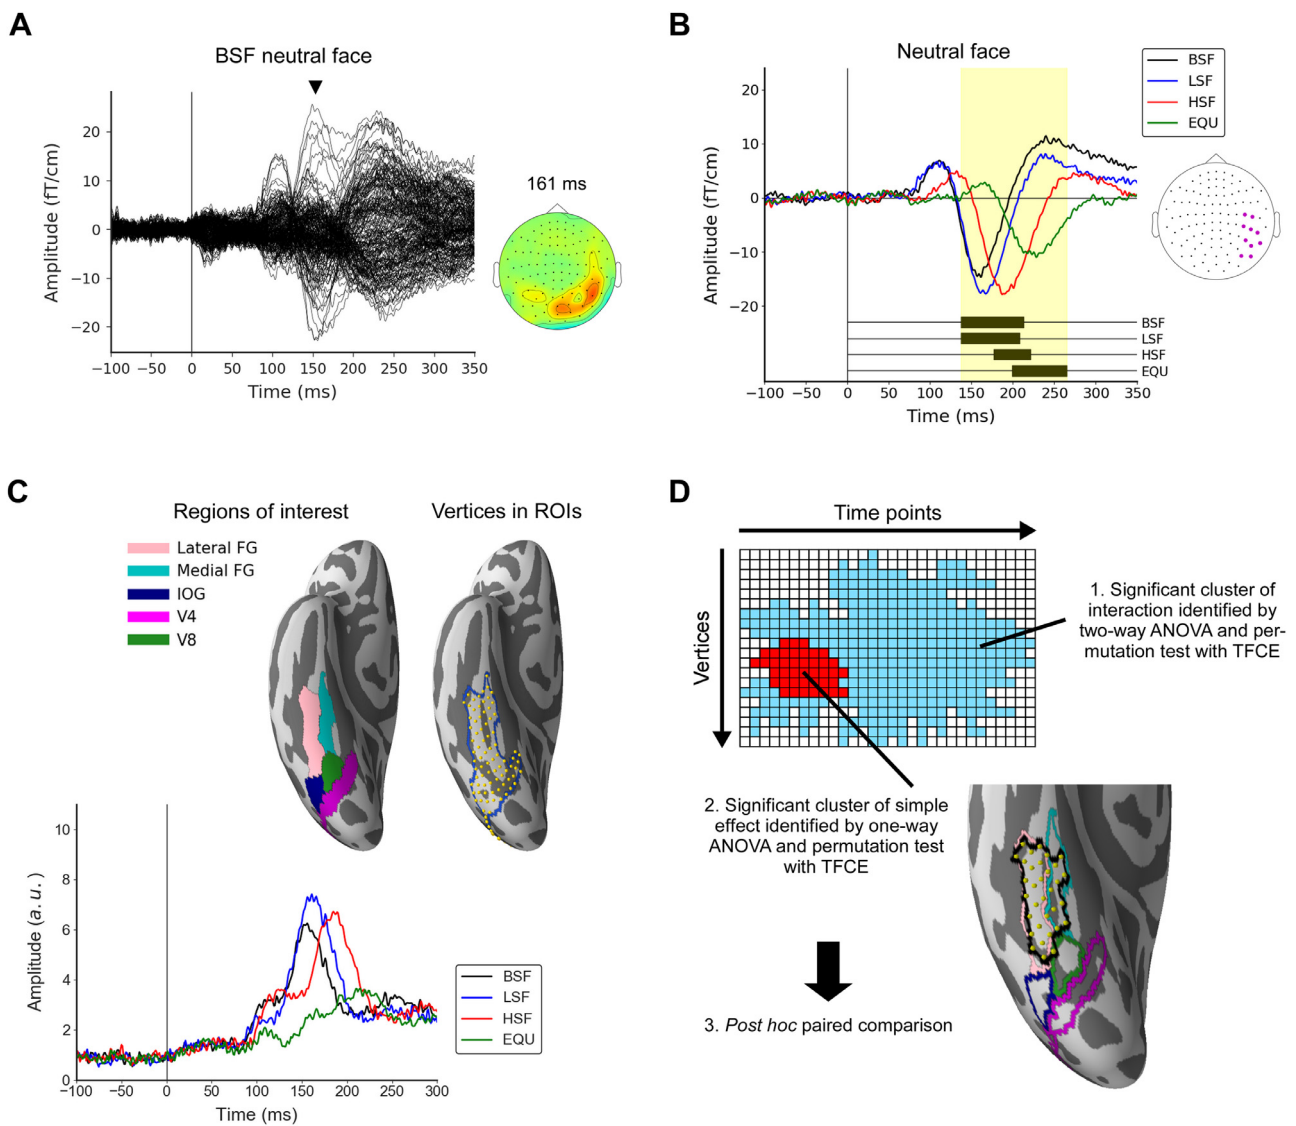 A
BSF neutral face
20
10
0
−10
−20
Amplitude (fT/cm)
−100 −50 0 50 100 150 200 250 300 350
Time (ms)
161 ms
B
Neutral face
BSF
LSF
HSF
EQU
20
10
0
−10
−20
Amplitude (fT/cm)
BSF
LSF
HSF
EQU
−100 −50 0 50 100 150 200 250 300 350
Time (ms)
C
Regions of interest
Vertices in ROIs
Lateral FG
Medial FG
IOG
V4
V8
10
8
6
4
2
0
Amplitude (a.u.)
BSF
LSF
HSF
EQU
−100 −50 0 50 100 150 200 250 300
Time (ms)
D
Time points
Vertices
1. Significant cluster of
interaction identified by
two-way ANOVA and per-
mutation test with TFCE
2. Significant cluster of simple
effect identified by one-way
ANOVA and permutation test
with TFCE
3. Post hoc paired comparison